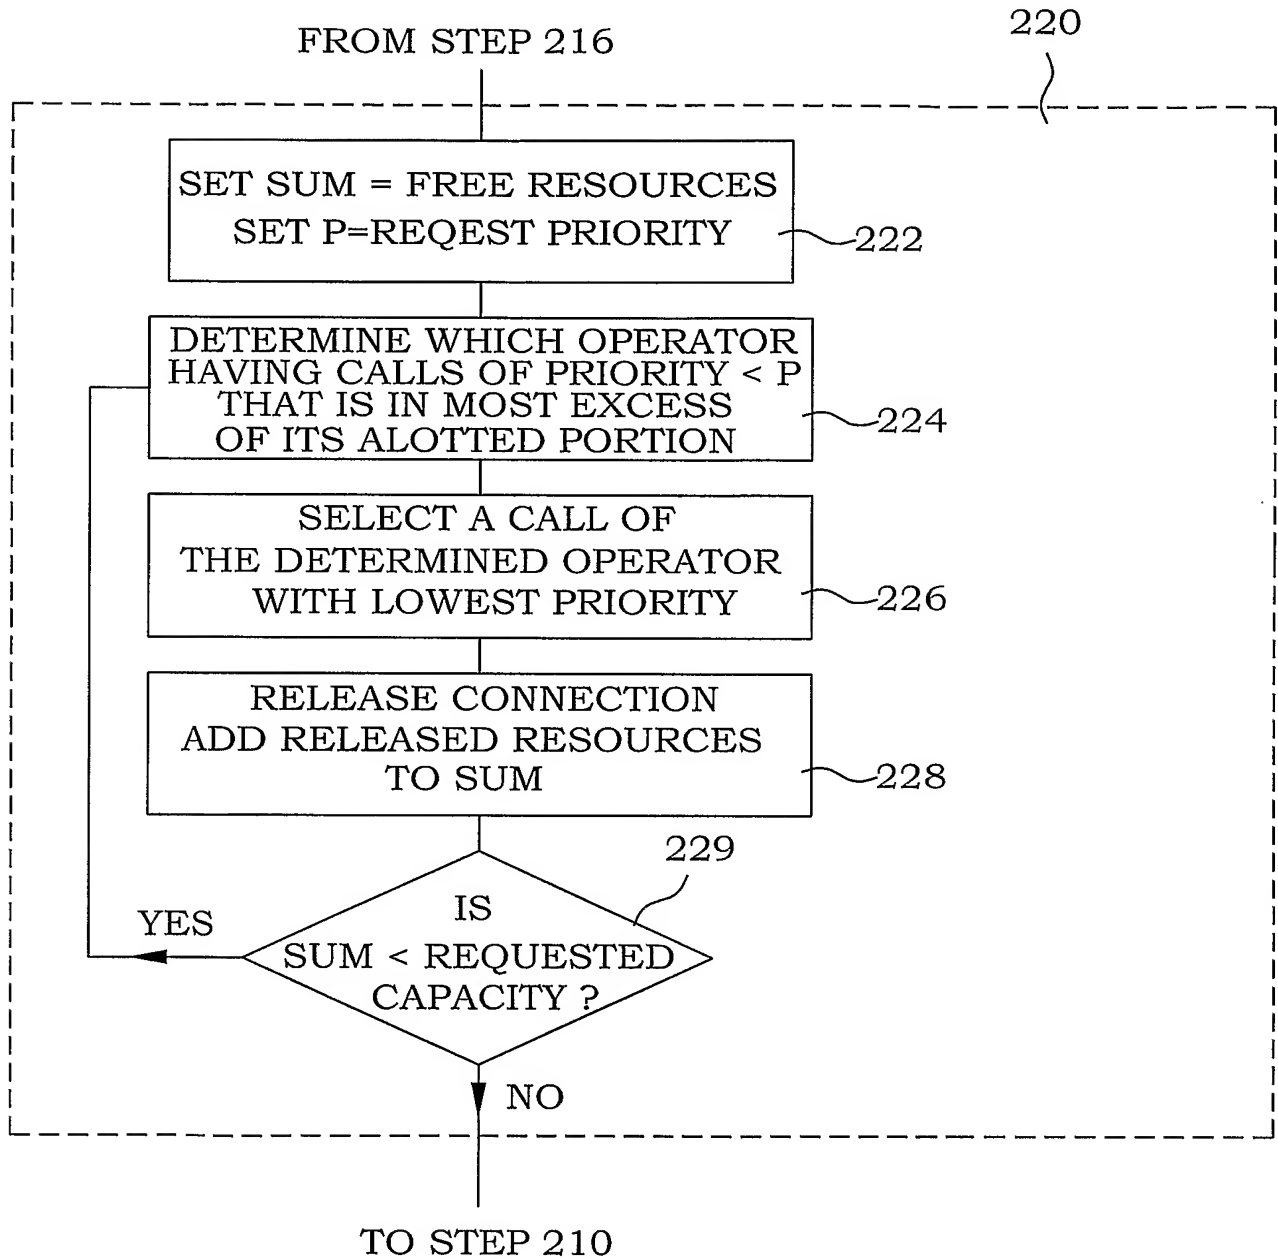 FROM STEP 216
220
SET SUM = FREE RESOURCES
SET P=REQEST PRIORITY
222
DETERMINE WHICH OPERATOR
HAVING CALLS OF PRIORITY < P
THAT IS IN MOST EXCESS
OF ITS ALOTTED PORTION
224
SELECT A CALL OF
THE DETERMINED OPERATOR
WITH LOWEST PRIORITY
226
RELEASE CONNECTION
ADD RELEASED RESOURCES
TO SUM
228
229
IS
SUM < REQUESTED
CAPACITY ?
YES
NO
TO STEP 210